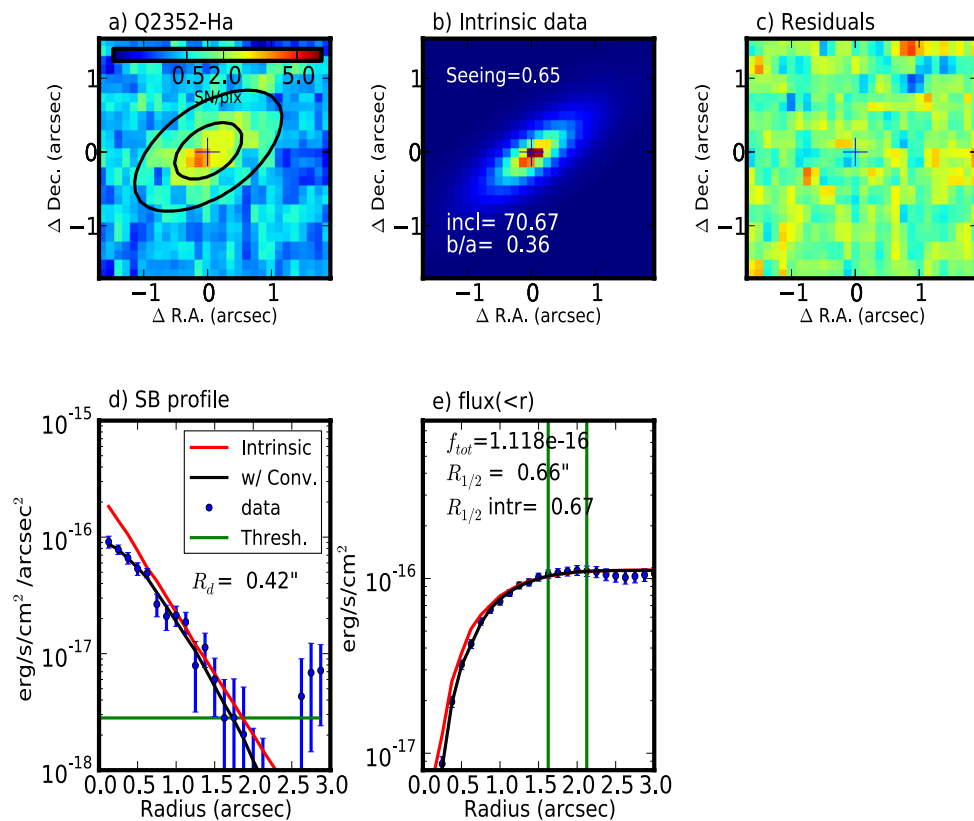 a) Q2352-Ha
b) Intrinsic data
c) Residuals
0.5 2.0 5.0
SN/pix
Seeing=0.65
incl= 70.67
b/a= 0.36
1
0
−1
Δ Dec. (arcsec)
−1 0 1
Δ R.A. (arcsec)
1
0
−1
Δ Dec. (arcsec)
−1 0 1
Δ R.A. (arcsec)
1
0
−1
Δ Dec. (arcsec)
−1 0 1
Δ R.A. (arcsec)
d) SB profile
10⁻¹⁵
10⁻¹⁶
10⁻¹⁷
10⁻¹⁸
erg/s/cm² /arcsec²
Intrinsic
w/ Conv.
data
Thresh.
R_d = 0.42"
0.0 0.5 1.0 1.5 2.0 2.5 3.0
Radius (arcsec)
e) flux(<r)
f_tot=1.118e-16
R_1/2 = 0.66"
R_1/2 intr= 0.67
10⁻¹⁶
10⁻¹⁷
erg/s/cm²
0.0 0.5 1.0 1.5 2.0 2.5 3.0
Radius (arcsec)